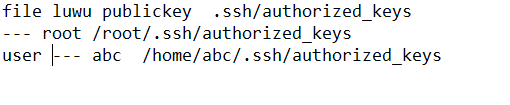 file luwu publickey  .ssh/authorized_keys
--- root /root/.ssh/authorized_keys
user --- abc  /home/abc/.ssh/authorized_keys